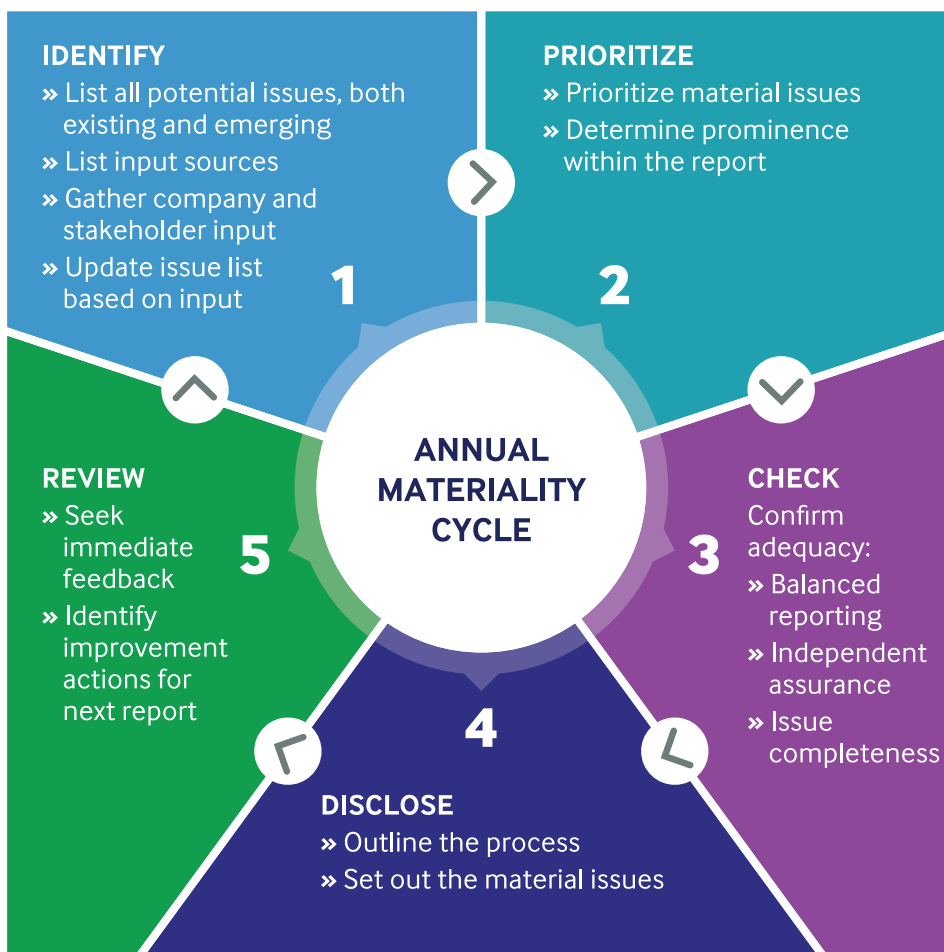 IDENTIFY
» List all potential issues, both
existing and emerging
» List input sources
» Gather company and
stakeholder input
» Update issue list
based on input
1
PRIORITIZE
» Prioritize material issues
» Determine prominence
within the report
2
CHECK
Confirm
adequacy:
» Balanced
reporting
» Independent
assurance
» Issue
completeness
3
DISCLOSE
» Outline the process
» Set out the material issues
4
REVIEW
» Seek
immediate
feedback
» Identify
improvement
actions for
next report
5
ANNUAL
MATERIALITY
CYCLE